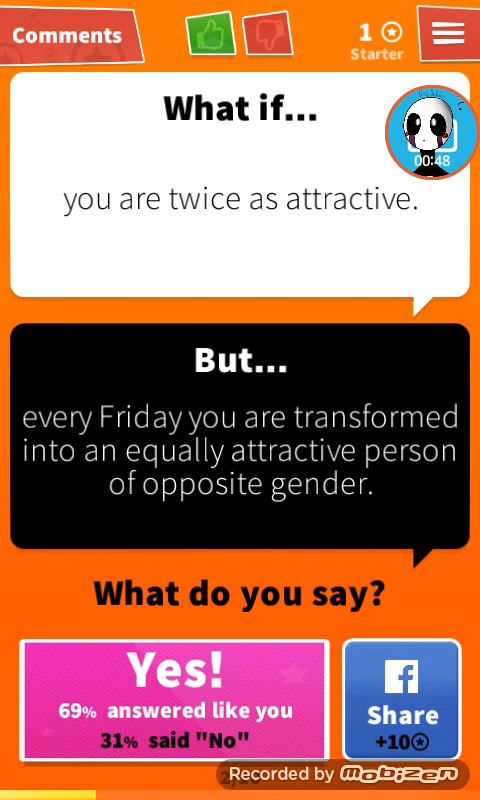 Comments
1
Starter
What if...
00:48
you are twice as attractive.
But...
every Friday you are transformed
into an equally attractive person
of opposite gender.
What do you say?
Yes!
69% answered like you
31% said "No"
Share
+10
Recorded by Mobizen